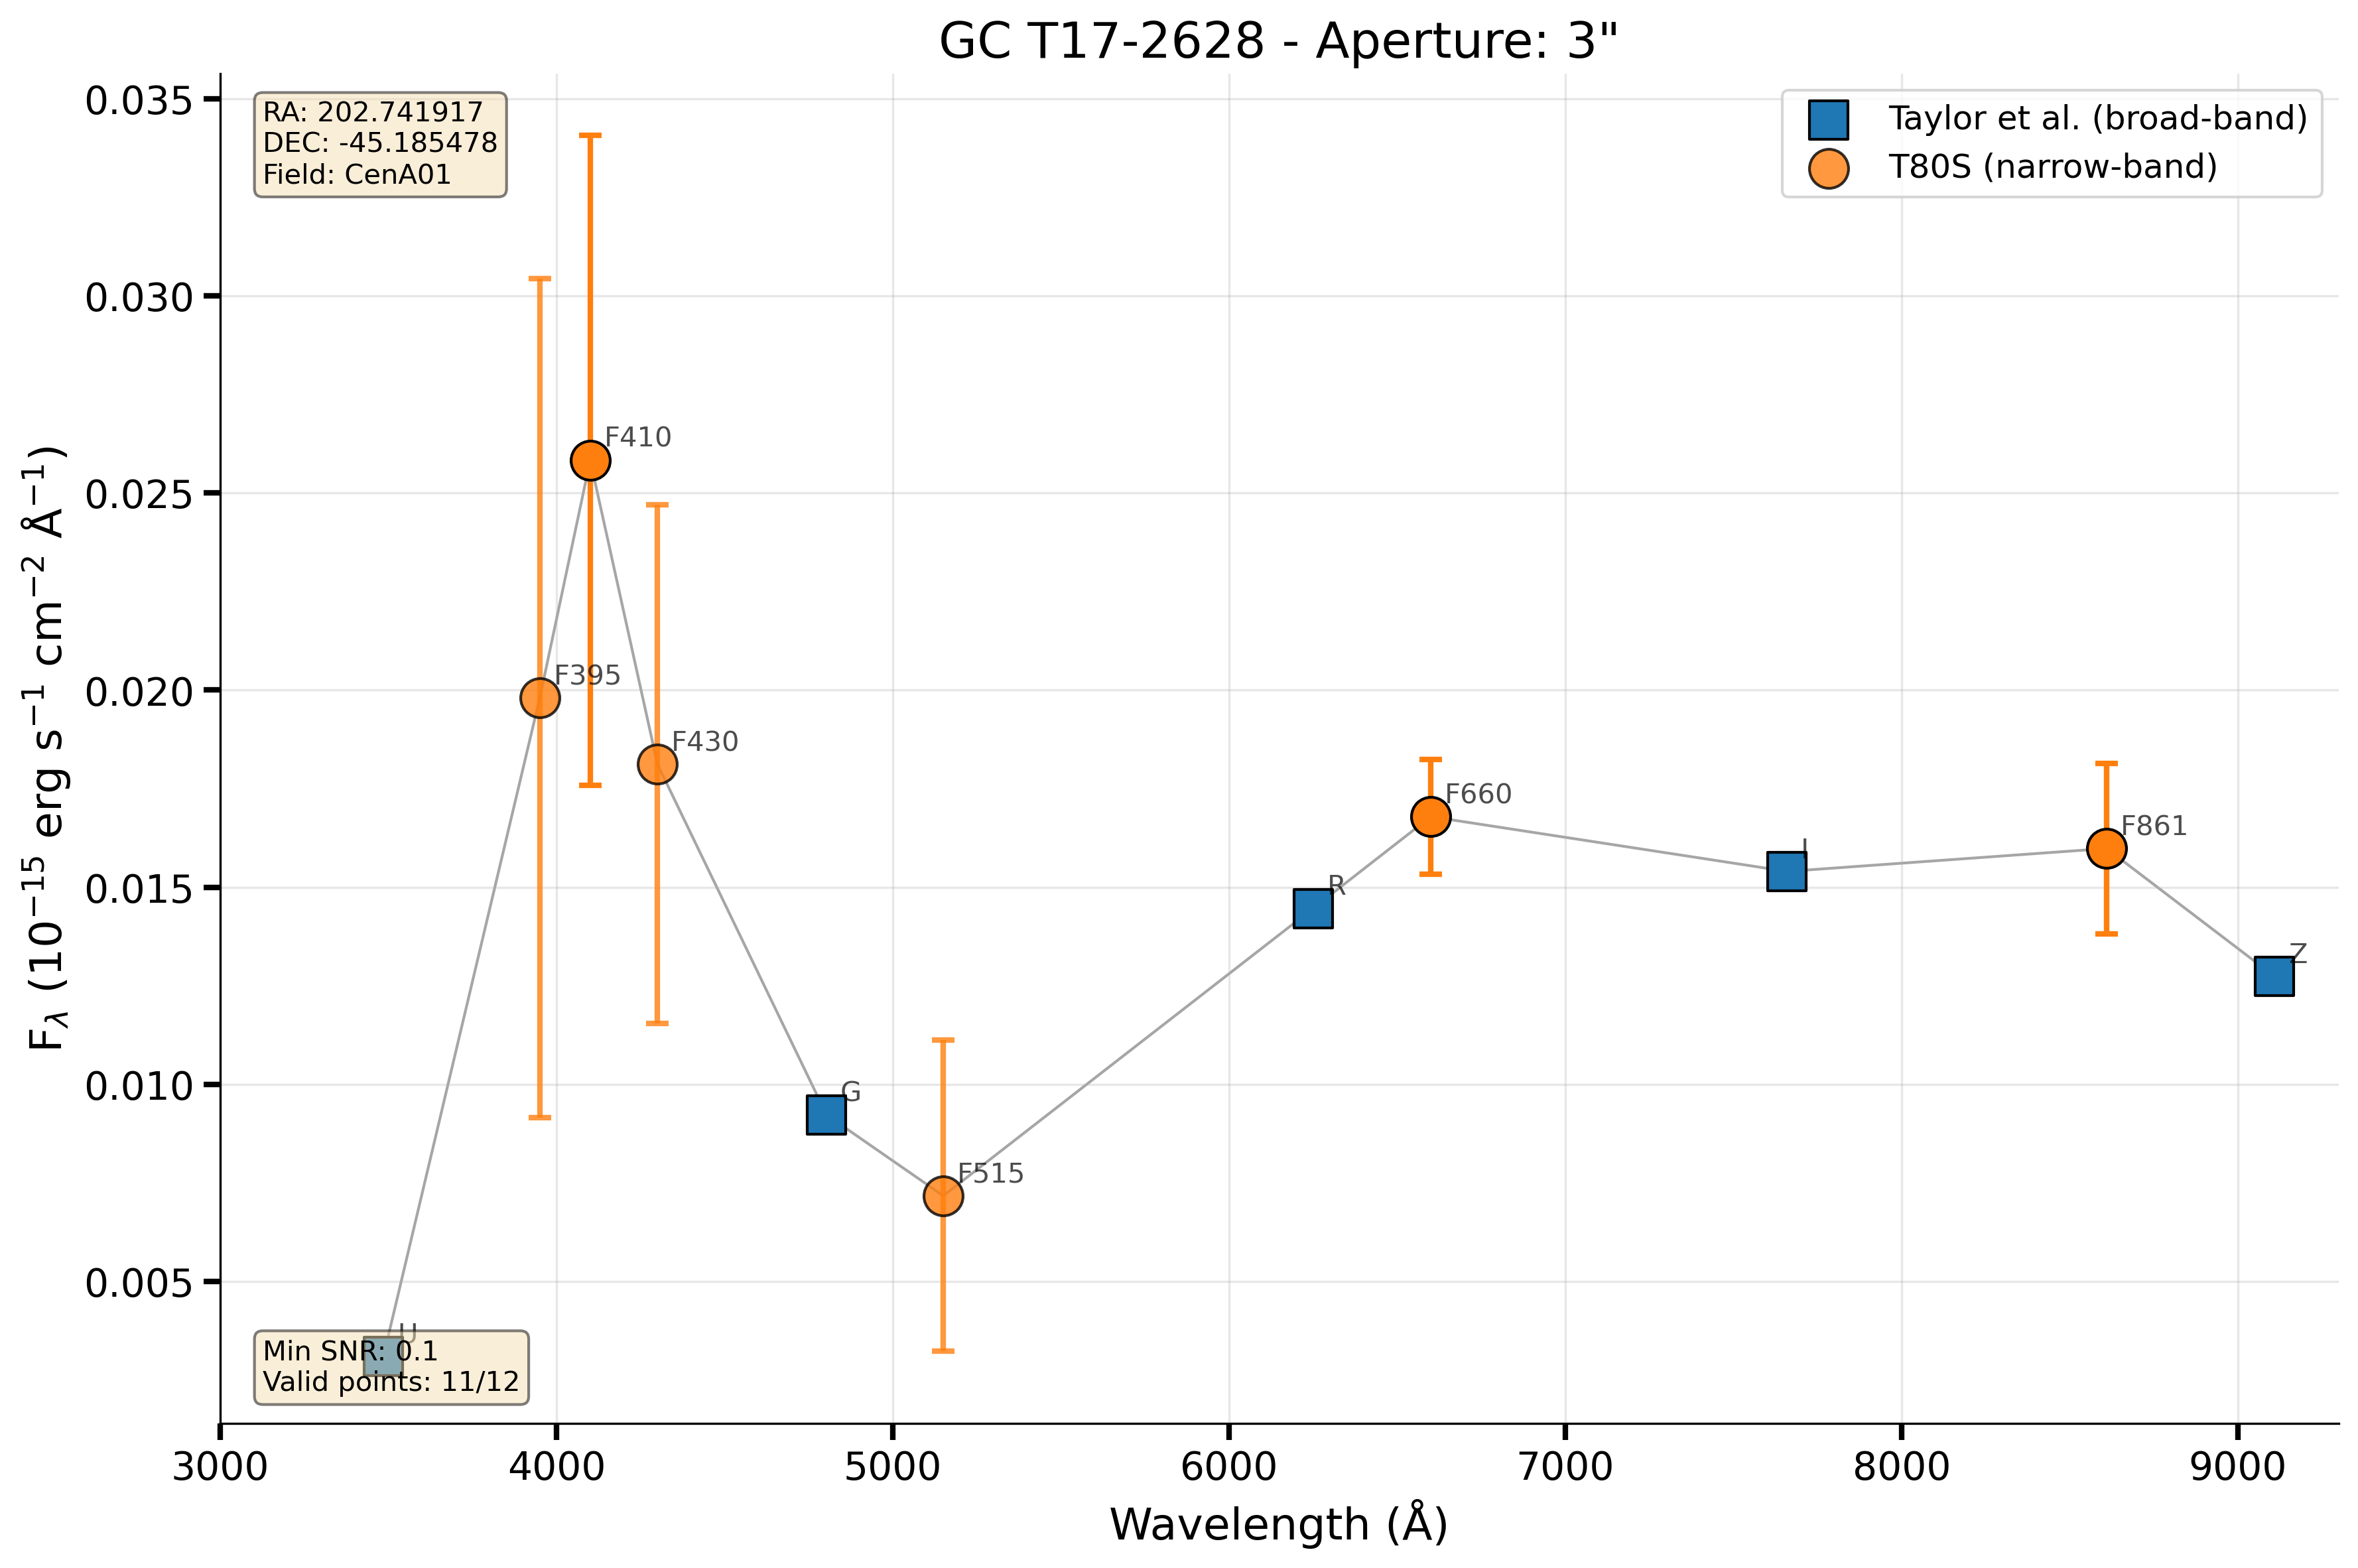 GC T17-2628 - Aperture: 3"
RA: 202.741917
DEC: -45.185478
Field: CenA01
Taylor et al. (broad-band)
T80S (narrow-band)
0.035
0.030
0.025
0.020
0.015
0.010
0.005
F410
F395
F430
F660
F861
I
R
Z
G
F515
U
Min SNR: 0.1
Valid points: 11/12
3000 4000 5000 6000 7000 8000 9000
Wavelength (Å)
F_λ (10⁻¹⁵ erg s⁻¹ cm⁻² Å⁻¹)